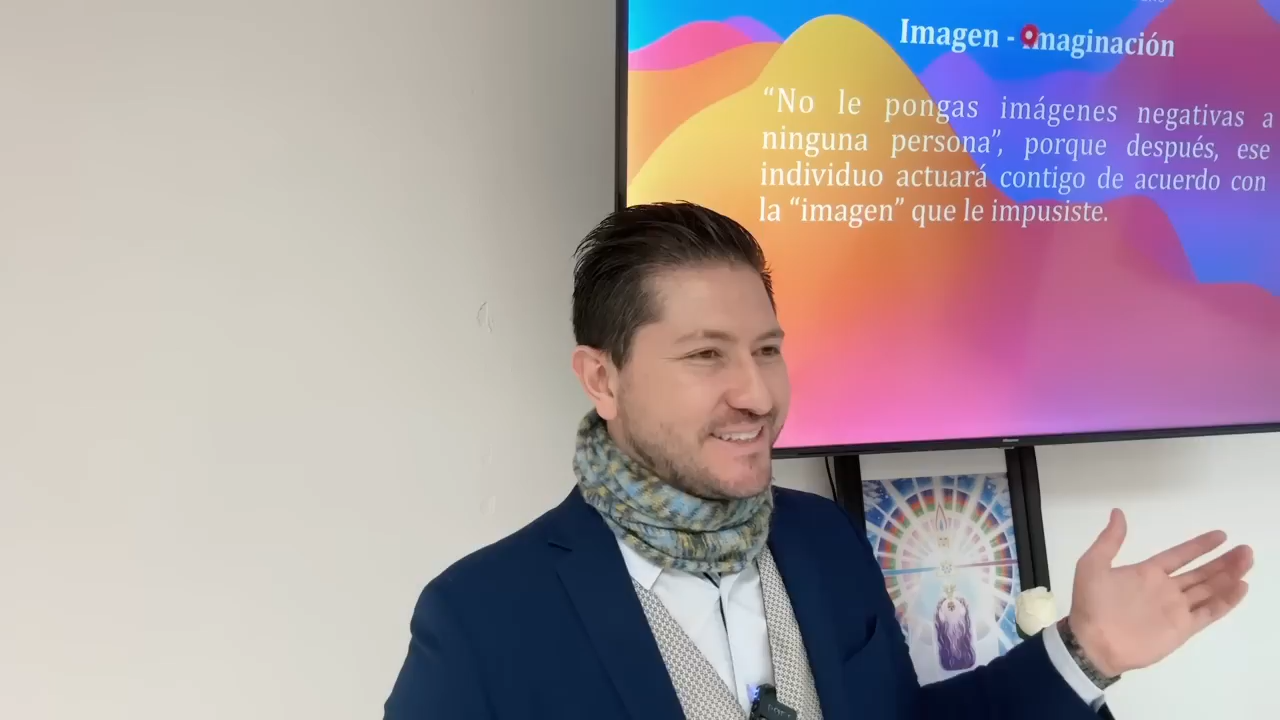 Imagen - Imaginación
“No le pongas imágenes negativas a
ninguna persona”, porque después, ese
individuo actuará contigo de acuerdo con
la “imagen” que le impusiste.